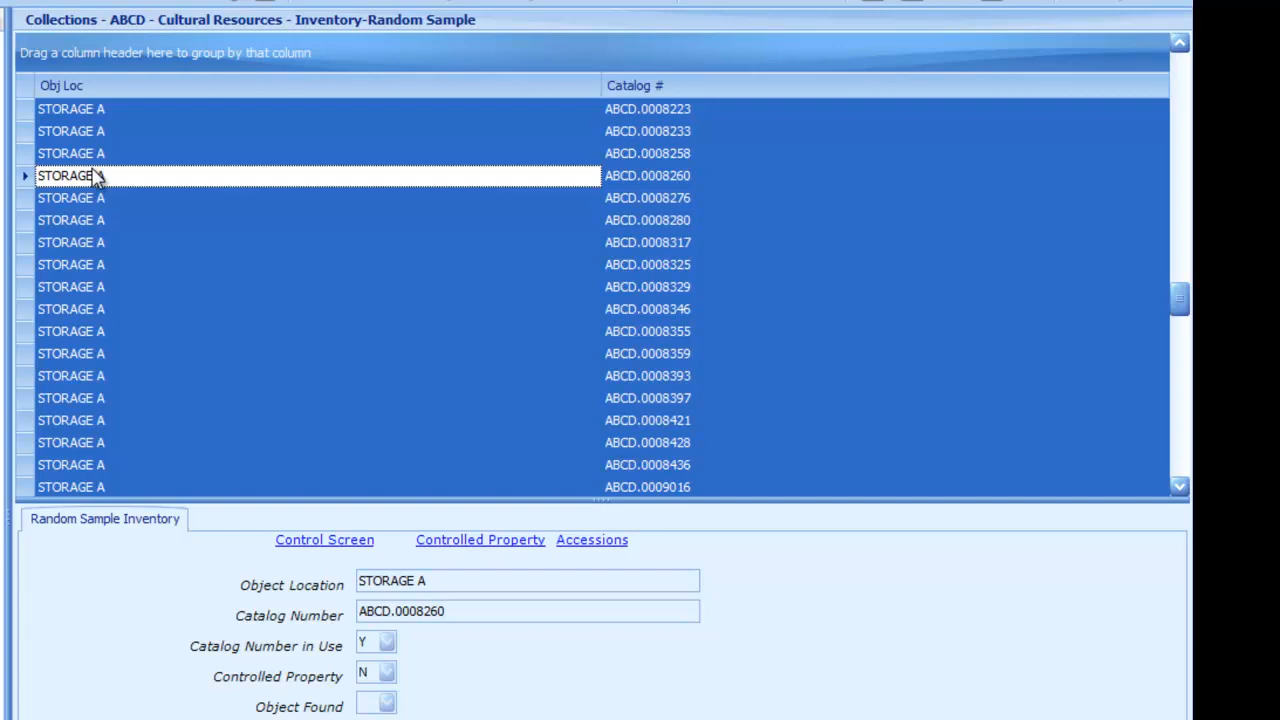 Collections - ABCD - Cultural Resources - Inventory-Random Sample
Drag a column header here to group by that column
Obj Loc Catalog #
STORAGE A ABCD.0008223
STORAGE A ABCD.0008233
STORAGE A ABCD.0008258
STORAGE A ABCD.0008260
STORAGE A ABCD.0008276
STORAGE A ABCD.0008280
STORAGE A ABCD.0008317
STORAGE A ABCD.0008325
STORAGE A ABCD.0008329
STORAGE A ABCD.0008346
STORAGE A ABCD.0008355
STORAGE A ABCD.0008359
STORAGE A ABCD.0008393
STORAGE A ABCD.0008397
STORAGE A ABCD.0008421
STORAGE A ABCD.0008428
STORAGE A ABCD.0008436
STORAGE A ABCD.0009016
Random Sample Inventory
Control Screen Controlled Property Accessions
Object Location STORAGE A
Catalog Number ABCD.0008260
Catalog Number in Use Y
Controlled Property N
Object Found